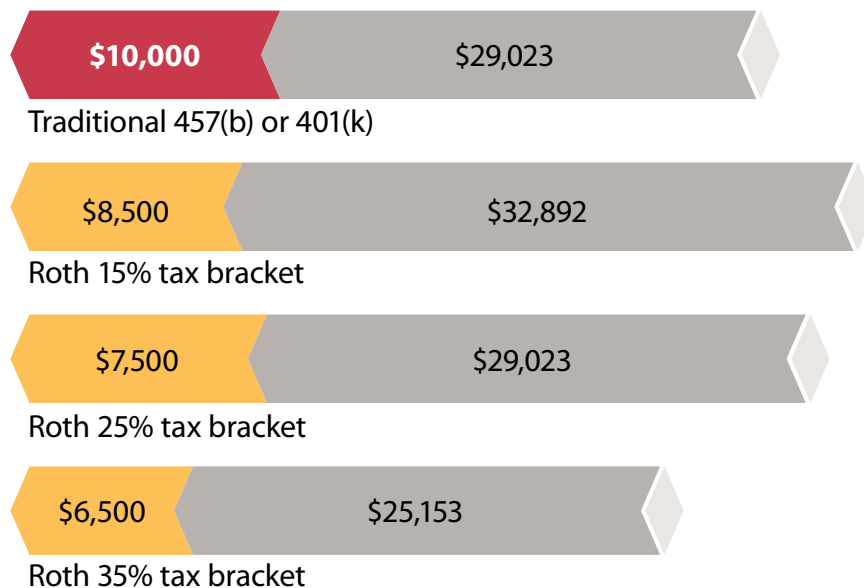 $10,000 $29,023
Traditional 457(b) or 401(k)
$8,500 $32,892
Roth 15% tax bracket
$7,500 $29,023
Roth 25% tax bracket
$6,500 $25,153
Roth 35% tax bracket